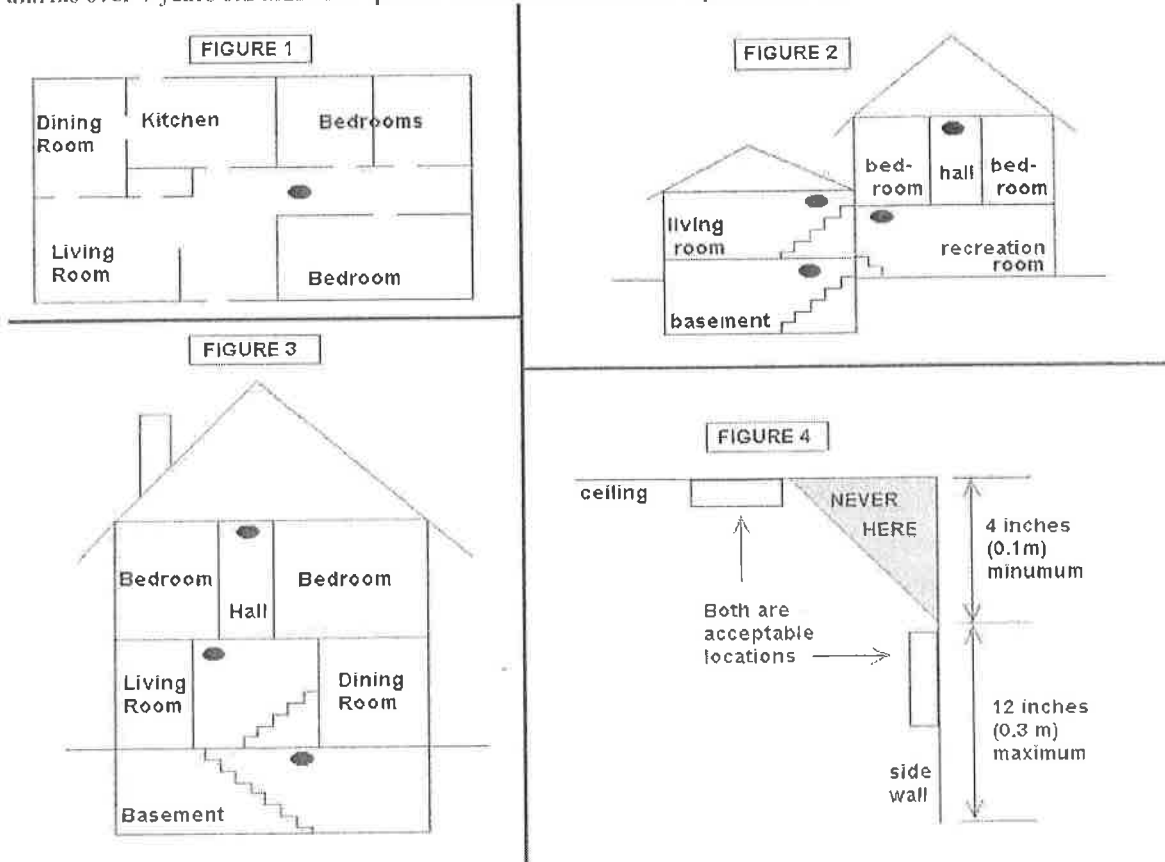 FIGURE 1
Dining
Room
Kitchen
Bedrooms
Living
Room
Bedroom
FIGURE 2
bed-
room
hall
bed-
room
living
room
recreation
room
basement
FIGURE 3
Bedroom
Hall
Bedroom
Living
Room
Dining
Room
Basement
FIGURE 4
ceiling
NEVER
HERE
4 inches
(0.1m)
minumum
Both are
acceptable
locations
12 inches
(0.3 m)
maximum
side
wall